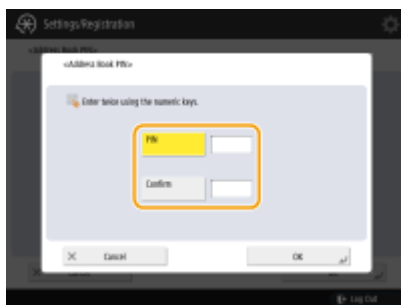 Settings/Registration
<Address Book PIN>
<Address Book PIN>
Enter twice using the numeric keys.
PIN
Confirm
Cancel
OK
Log Out